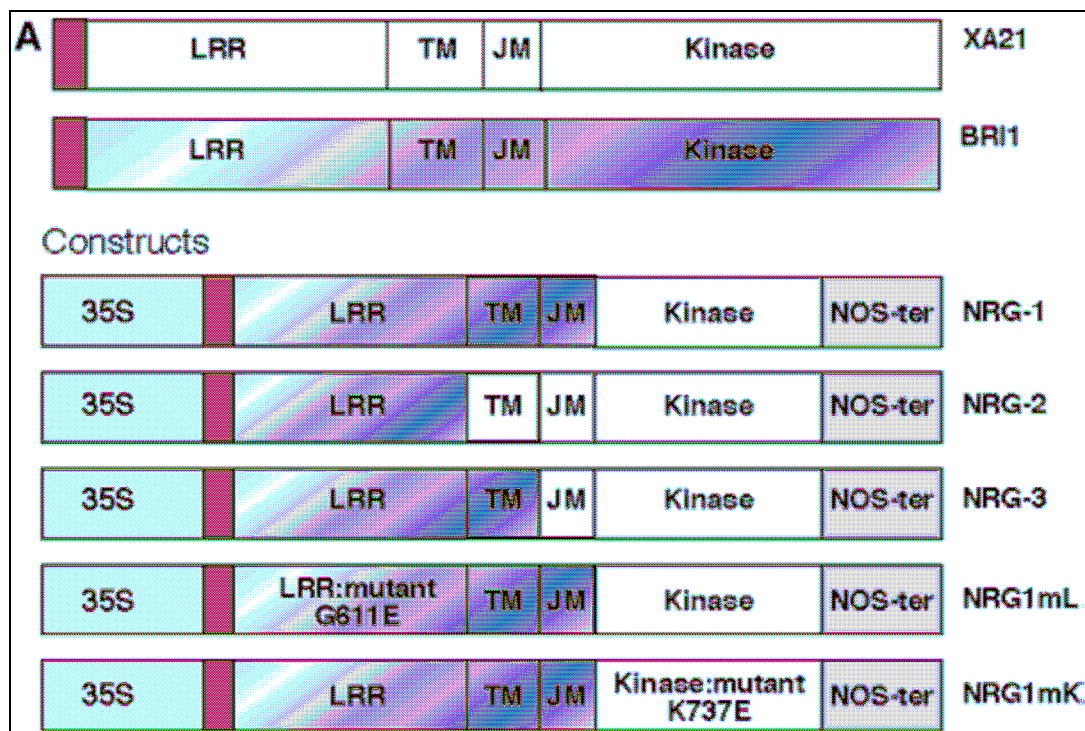 A
LRR TM JM Kinase XA21
LRR TM JM Kinase BRI1
Constructs
35S LRR TM JM Kinase NOS-ter NRG-1
35S LRR TM JM Kinase NOS-ter NRG-2
35S LRR TM JM Kinase NOS-ter NRG-3
35S LRR:mutant G611E TM JM Kinase NOS-ter NRG1mL
35S LRR TM JM Kinase:mutant K737E NOS-ter NRG1mK